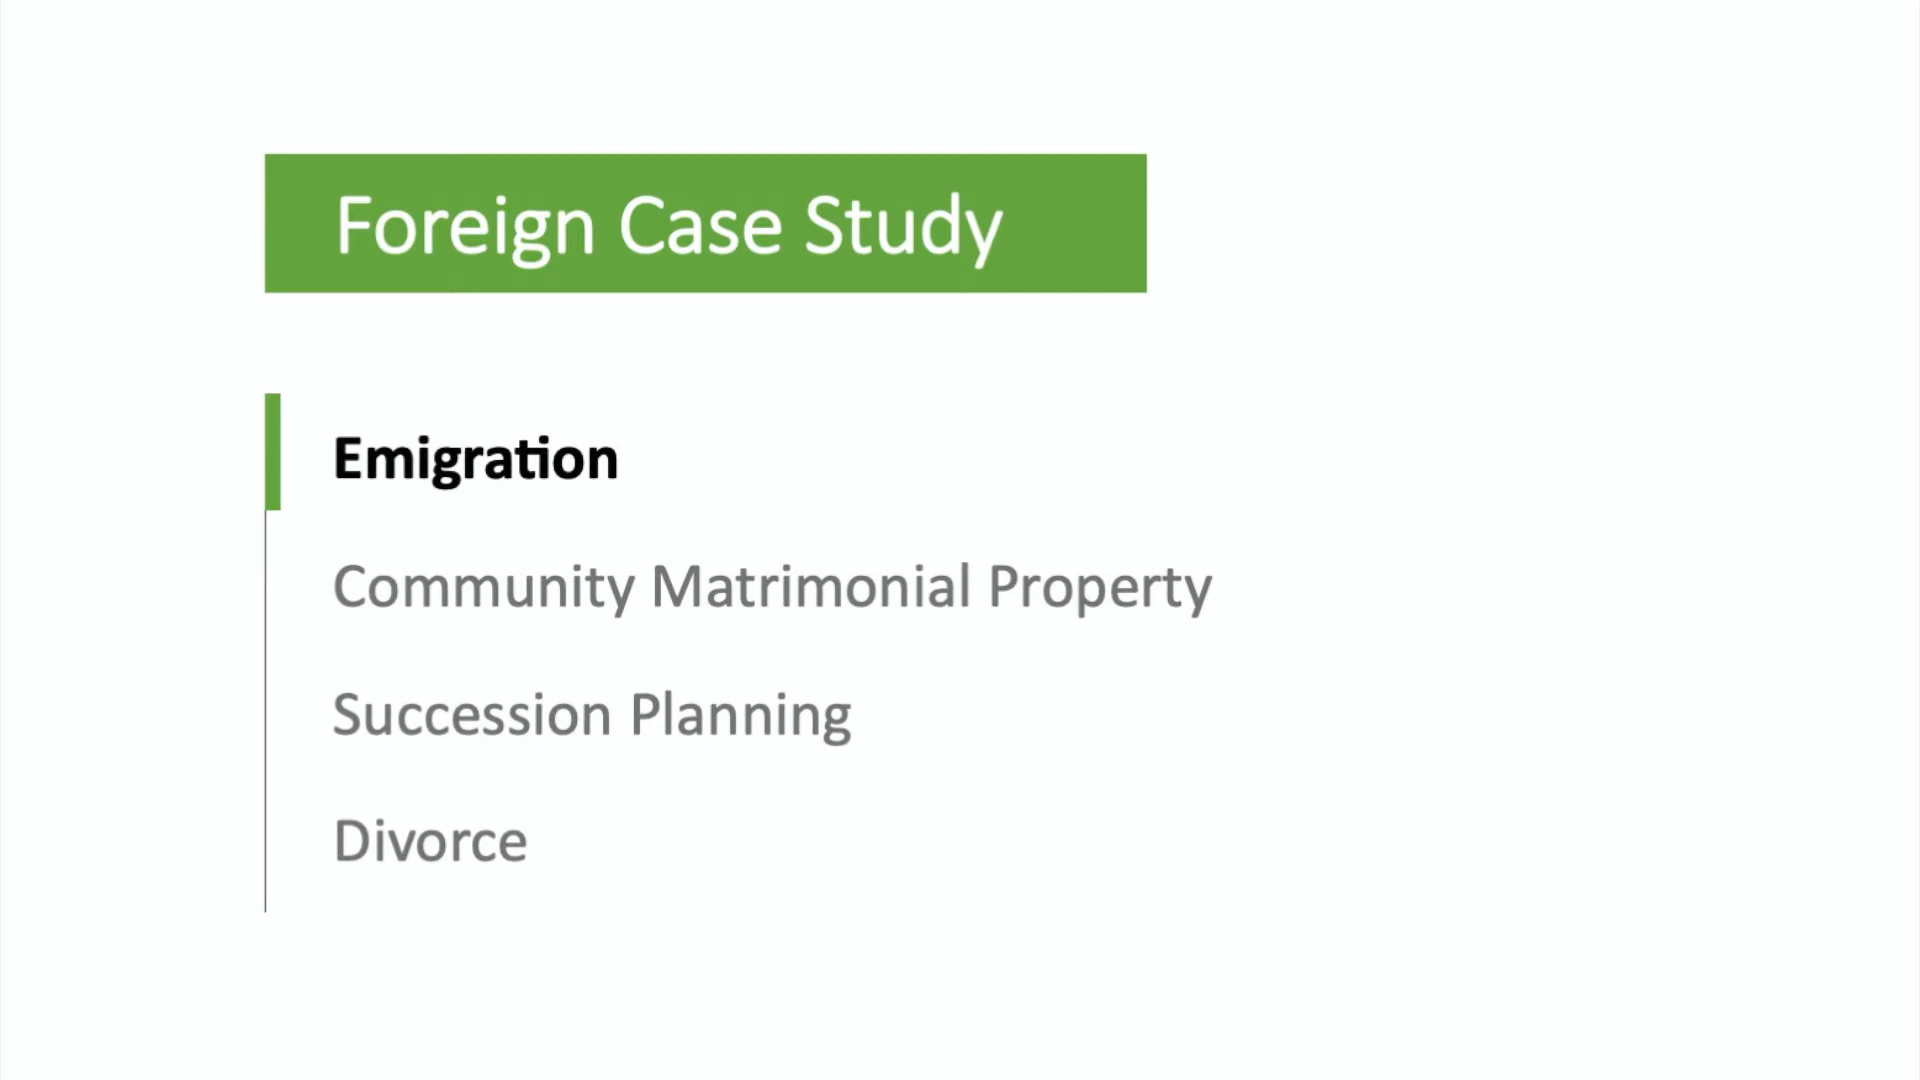 Foreign Case Study
Emigration
Community Matrimonial Property
Succession Planning
Divorce